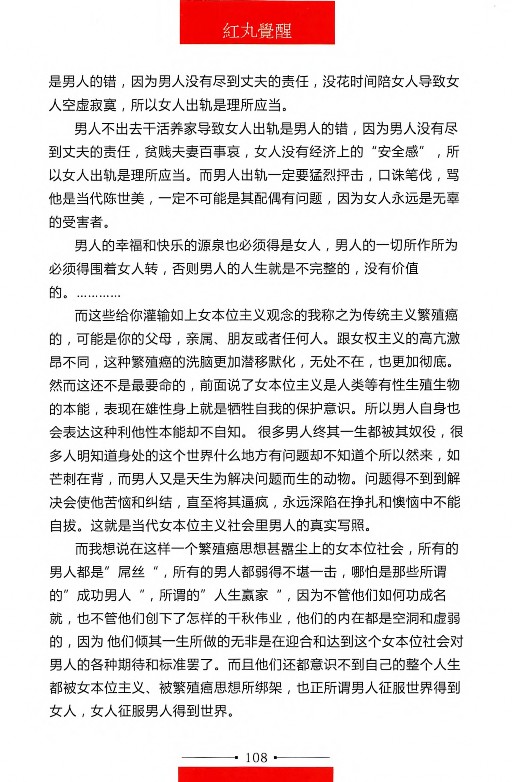 紅丸覺醒
是男人的错，因为男人没有尽到丈夫的责任，没花时间陪女人导致女
人空虚寂寞，所以女人出轨是理所应当。
男人不出去干活养家导致女人出轨是男人的错，因为男人没有尽
到丈夫的责任，贫贱夫妻百事哀，女人没有经济上的“安全感”，所
以女人出轨是理所应当。而男人出轨一定要猛烈抨击，口诛笔伐，骂
他是当代陈世美，一定不可能是其配偶有问题，因为女人永远是无辜
的受害者。
男人的幸福和快乐的源泉也必须得是女人，男人的一切所作所为
必须得围着女人转，否则男人的人生就是不完整的，没有价值
的。…………
而这些给你灌输如上女本位主义观念的我称之为传统主义繁殖癌
的，可能是你的父母，亲属、朋友或者任何人。跟女权主义的高亢激
昂不同，这种繁殖癌的洗脑更加潜移默化，无处不在，也更加彻底。
然而这还不是最要命的，前面说了女本位主义是人类等有性生殖生物
的本能，表现在雄性身上就是牺牲自我的保护意识。所以男人自身也
会表达这种利他性本能却不自知。 很多男人终其一生都被其奴役，很
多人明知道身处的这个世界什么地方有问题却不知道个所以然来，如
芒刺在背，而男人又是天生为解决问题而生的动物。问题得不到到解
决会使他苦恼和纠结，直至将其逼疯，永远深陷在挣扎和懊恼中不能
自拔。这就是当代女本位主义社会里男人的真实写照。
而我想说在这样一个繁殖癌思想甚嚣尘上的女本位社会，所有的
男人都是”屌丝“，所有的男人都弱得不堪一击，哪怕是那些所谓
的”成功男人“，所谓的”人生赢家“，因为不管他们如何功成名
就，也不管他们创下了怎样的千秋伟业，他们的内在都是空洞和虚弱
的，因为 他们倾其一生所做的无非是在迎合和达到这个女本位社会对
男人的各种期待和标准罢了。而且他们还都意识不到自己的整个人生
都被女本位主义、被繁殖癌思想所绑架，也正所谓男人征服世界得到
女人，女人征服男人得到世界。
108